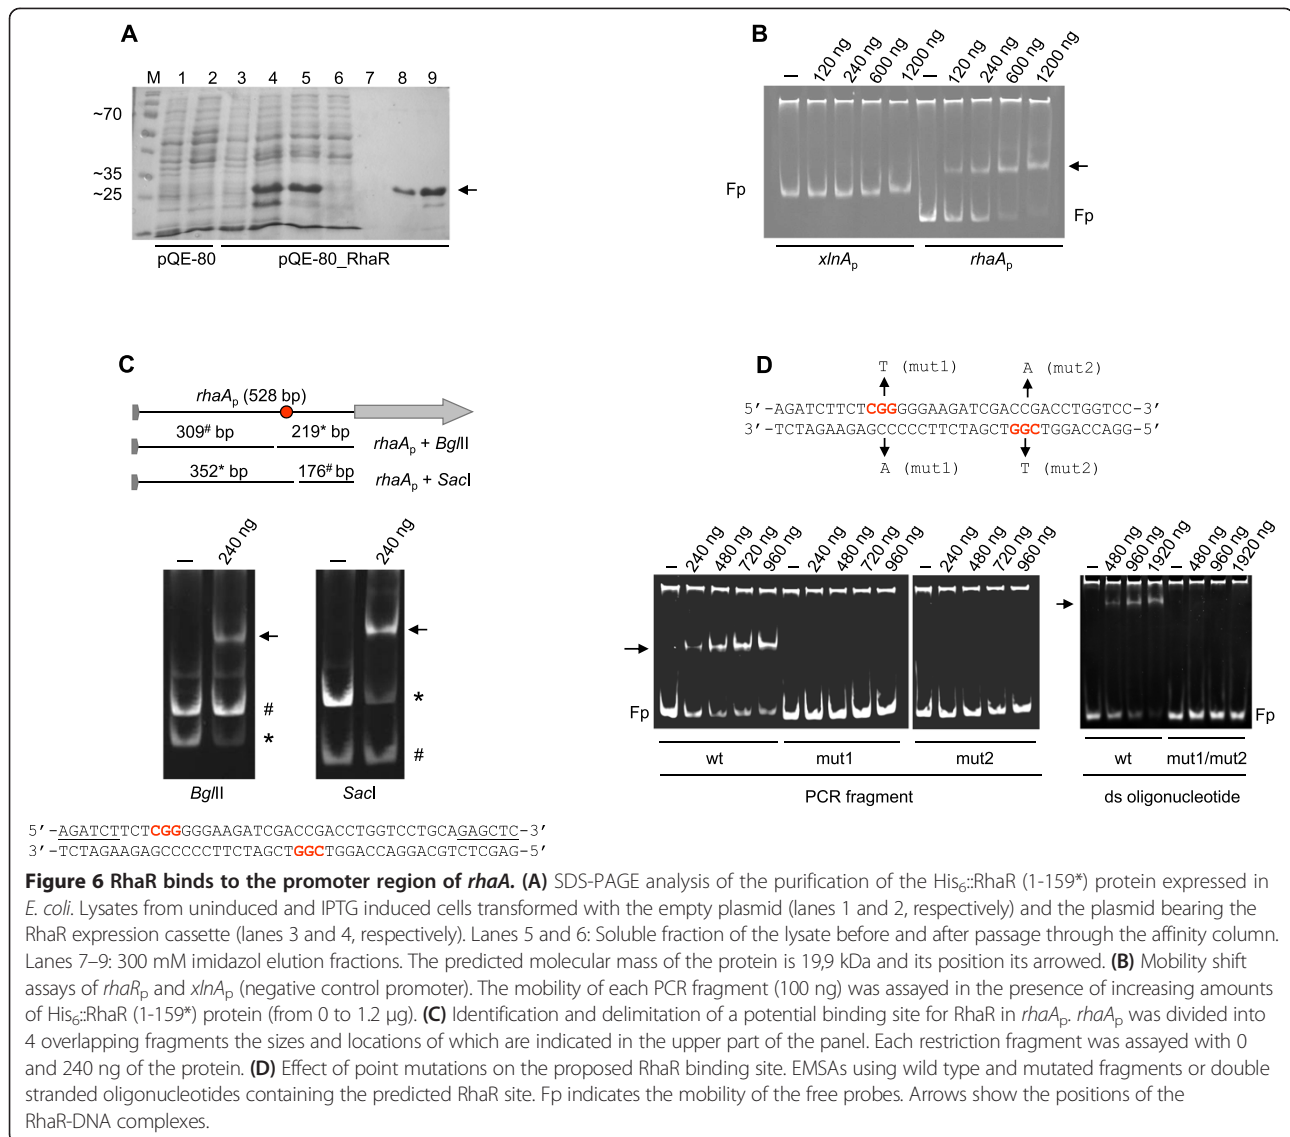 A
M 1 2 3 4 5 6 7 8 9
~70
~35
~25
pQE-80 pQE-80_RhaR
B
– 120 ng 240 ng 600 ng 1200 ng – 120 ng 240 ng 600 ng 1200 ng
Fp
Fp
xlnAp rhaAp
C
rhaAp (528 bp)
309# bp 219* bp rhaAp + BglII
352* bp 176# bp rhaAp + SacI
– 240 ng – 240 ng
#
*
*
#
BglII SacI
5′-AGATCTTCTCGGGGGAAGATCGACCGACCTGGTCCTGCAGAGCTC-3′
3′-TCTAGAAGAGCCCCCTTCTAGCTGGCTGGACCAGGACGTCTCGAG-5′
D
T (mut1) A (mut2)
5′-AGATCTTCTCGGGGGAAGATCGACCGACCTGGTCC-3′
3′-TCTAGAAGAGCCCCCTTCTAGCTGGCTGGACCAGG-5′
A (mut1) T (mut2)
– 240 ng 480 ng 720 ng 960 ng – 240 ng 480 ng 720 ng 960 ng – 240 ng 480 ng 720 ng 960 ng
– 480 ng 960 ng 1920 ng – 480 ng 960 ng 1920 ng
Fp
Fp
wt mut1 mut2
wt mut1/mut2
PCR fragment
ds oligonucleotide
Figure 6 RhaR binds to the promoter region of rhaA. (A) SDS-PAGE analysis of the purification of the His6::RhaR (1-159*) protein expressed in
E. coli. Lysates from uninduced and IPTG induced cells transformed with the empty plasmid (lanes 1 and 2, respectively) and the plasmid bearing the
RhaR expression cassette (lanes 3 and 4, respectively). Lanes 5 and 6: Soluble fraction of the lysate before and after passage through the affinity column.
Lanes 7–9: 300 mM imidazol elution fractions. The predicted molecular mass of the protein is 19,9 kDa and its position its arrowed. (B) Mobility shift
assays of rhaRp and xlnAp (negative control promoter). The mobility of each PCR fragment (100 ng) was assayed in the presence of increasing amounts
of His6::RhaR (1-159*) protein (from 0 to 1.2 μg). (C) Identification and delimitation of a potential binding site for RhaR in rhaAp. rhaAp was divided into
4 overlapping fragments the sizes and locations of which are indicated in the upper part of the panel. Each restriction fragment was assayed with 0
and 240 ng of the protein. (D) Effect of point mutations on the proposed RhaR binding site. EMSAs using wild type and mutated fragments or double
stranded oligonucleotides containing the predicted RhaR site. Fp indicates the mobility of the free probes. Arrows show the positions of the
RhaR-DNA complexes.